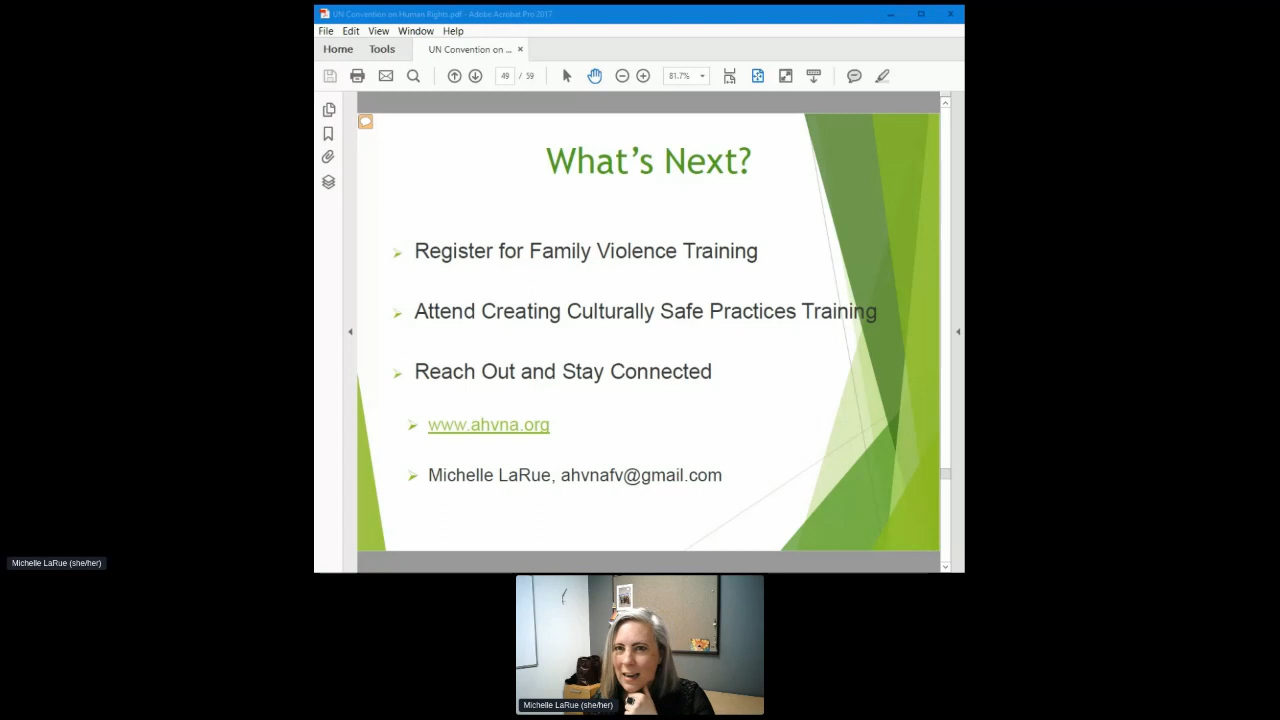 UN Convention on Human Rights.pdf - Adobe Acrobat Pro 2017
File Edit View Window Help
Home Tools UN Convention on ... ×
49 / 59 81.7%
What's Next?
Register for Family Violence Training
Attend Creating Culturally Safe Practices Training
Reach Out and Stay Connected
www.ahvna.org
Michelle LaRue, ahvnafv@gmail.com
Michelle LaRue (she/her)
Michelle LaRue (she/her)